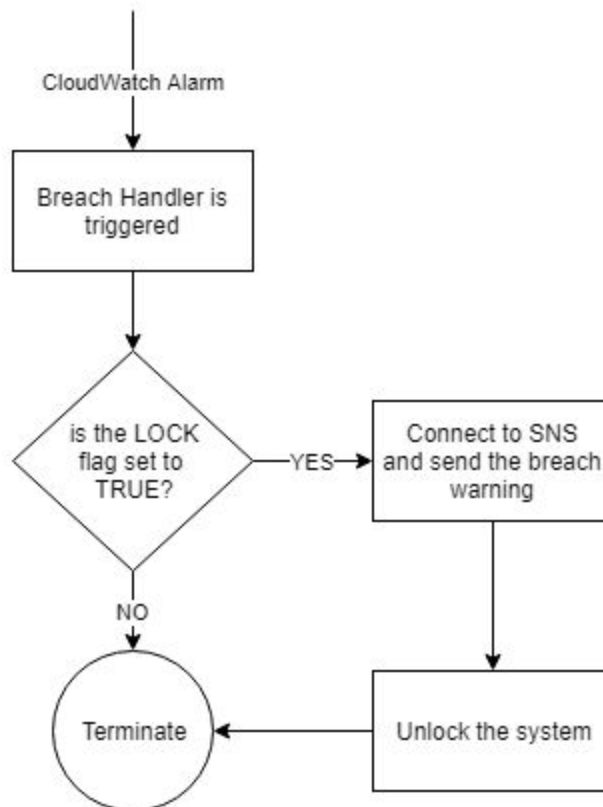 CloudWatch Alarm
Breach Handler is
triggered
is the LOCK
flag set to
TRUE?
YES
Connect to SNS
and send the breach
warning
NO
Terminate
Unlock the system